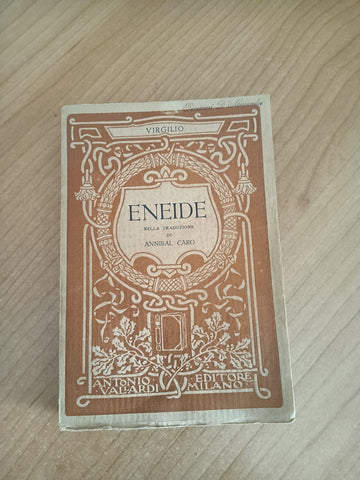 VIRGILIO
ENEIDE
NELLA TRADUZIONE
DI
ANNIBAL CARO
ANTONIO VALLARDI
EDITORE MILANO